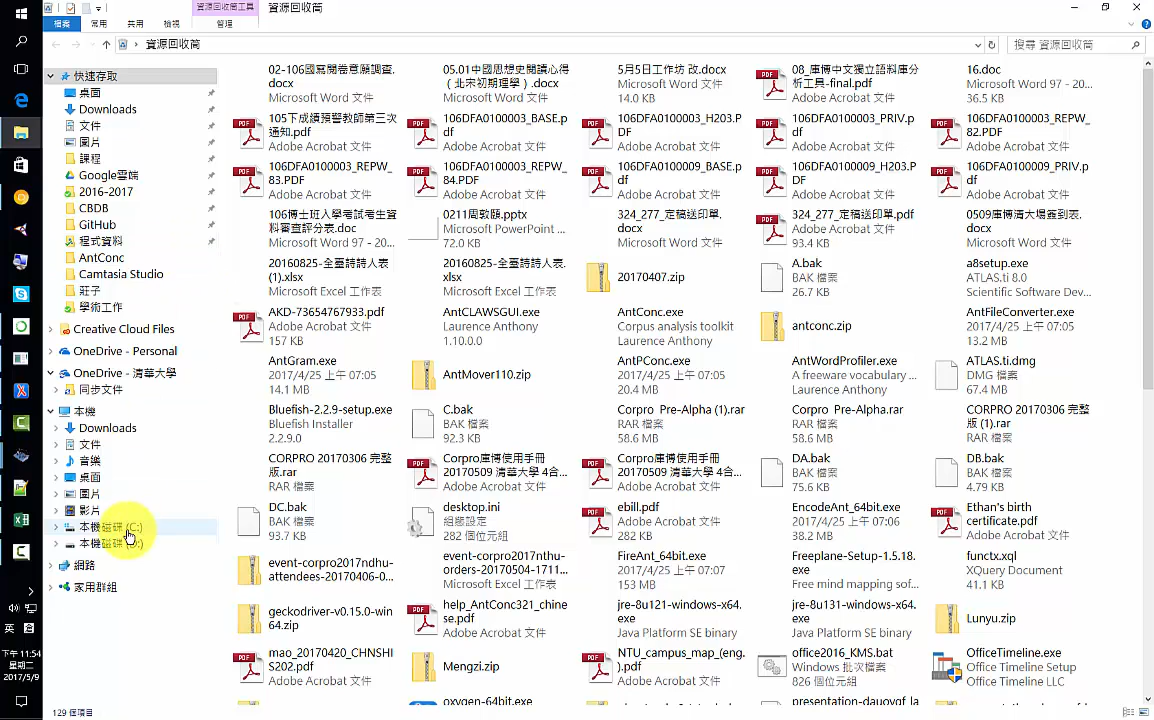 資源回收筒工具
資源回收筒
檔案
常用
共用
檢視
管理
資源回收筒
搜尋 資源回收筒
快速存取
桌面
Downloads
文件
圖片
課程
Google雲端
2016-2017
CBDB
GitHub
程式資料
AntConc
Camtasia Studio
莊子
學術工作
Creative Cloud Files
OneDrive - Personal
OneDrive - 清華大學
同步文件
本機
Downloads
文件
音樂
桌面
圖片
影片
本機磁碟 (C:)
本機磁碟 (D:)
網路
家用群組
02-106國寫閱卷意願調查.
docx
Microsoft Word 文件
05.01中國思想史閱讀心得
（北宋初期理學）.docx
Microsoft Word 文件
5月5日工作坊 改.docx
Microsoft Word 文件
14.0 KB
08_庫博中文獨立語料庫分
析工具-final.pdf
Adobe Acrobat 文件
16.doc
Microsoft Word 97 - 20...
36.5 KB
105下成績預警教師第三次
通知.pdf
Adobe Acrobat 文件
106DFA0100003_BASE.p
df
Adobe Acrobat 文件
106DFA0100003_H203.P
DF
Adobe Acrobat 文件
106DFA0100003_PRIV.p
df
Adobe Acrobat 文件
106DFA0100003_REPW_
82.PDF
Adobe Acrobat 文件
106DFA0100003_REPW_
83.PDF
Adobe Acrobat 文件
106DFA0100003_REPW_
84.PDF
Adobe Acrobat 文件
106DFA0100009_BASE.p
df
Adobe Acrobat 文件
106DFA0100009_H203.P
DF
Adobe Acrobat 文件
106DFA0100009_PRIV.p
df
Adobe Acrobat 文件
106博士班入學考試考生資
料審查評分表.doc
Microsoft Word 97 - 20...
0211周敦頤.pptx
Microsoft PowerPoint ...
72.0 KB
324_277_定稿送印單.
docx
Microsoft Word 文件
324_277_定稿送印單.pdf
Adobe Acrobat 文件
93.4 KB
0509庫博清大場簽到表.
docx
Microsoft Word 文件
20160825-全臺詩詩人表
(1).xlsx
Microsoft Excel 工作表
20160825-全臺詩詩人表.
xlsx
Microsoft Excel 工作表
20170407.zip
A.bak
BAK 檔案
26.7 KB
a8setup.exe
ATLAS.ti 8.0
Scientific Software Dev...
AKD-73654767933.pdf
Adobe Acrobat 文件
157 KB
AntCLAWSGUI.exe
Laurence Anthony
1.10.0.0
AntConc.exe
Corpus analysis toolkit
Laurence Anthony
antconc.zip
AntFileConverter.exe
2017/4/25 上午 07:05
13.2 MB
AntGram.exe
2017/4/25 上午 07:05
14.1 MB
AntMover110.zip
AntPConc.exe
2017/4/25 上午 07:05
20.4 MB
AntWordProfiler.exe
A freeware vocabulary ...
Laurence Anthony
ATLAS.ti.dmg
DMG 檔案
67.4 MB
Bluefish-2.2.9-setup.exe
Bluefish Installer
2.2.9.0
C.bak
BAK 檔案
92.3 KB
Corpro Pre-Alpha (1).rar
RAR 檔案
58.6 MB
Corpro Pre-Alpha.rar
RAR 檔案
58.6 MB
CORPRO 20170306 完整
版 (1).rar
RAR 檔案
CORPRO 20170306 完整
版.rar
RAR 檔案
Corpro庫博使用手冊
20170509 清華大學 4合...
Adobe Acrobat 文件
Corpro庫博使用手冊
20170509 清華大學 4合...
Adobe Acrobat 文件
DA.bak
BAK 檔案
75.6 KB
DB.bak
BAK 檔案
4.79 KB
DC.bak
BAK 檔案
93.7 KB
desktop.ini
組態設定
282 個位元組
ebill.pdf
Adobe Acrobat 文件
282 個位元組
EncodeAnt_64bit.exe
2017/4/25 上午 07:06
38.2 MB
Ethan's birth
certificate.pdf
Adobe Acrobat 文件
event-corpro2017nthu-
attendees-20170406-0...
event-corpro2017ndhu-
orders-20170504-1711...
Microsoft Excel 工作表
FireAnt_64bit.exe
2017/4/25 上午 07:07
153 MB
Freeplane-Setup-1.5.18.
exe
Free mind mapping sof...
functx.xql
XQuery Document
41.1 KB
geckodriver-v0.15.0-win
64.zip
help_AntConc321_chine
se.pdf
Adobe Acrobat 文件
jre-8u121-windows-x64.
exe
Java Platform SE binary
jre-8u131-windows-x64.
exe
Java Platform SE binary
Lunyu.zip
mao_20170420_CHNSHI
S202.pdf
Adobe Acrobat 文件
Mengzi.zip
NTU_campus_map_(eng.
).pdf
Adobe Acrobat 文件
office2016_KMS.bat
Windows 批次檔案
826 個位元組
OfficeTimeline.exe
Office Timeline Setup
Office Timeline LLC
oxygen-64bit.exe
英
下午 11:54
星期二
2017/5/9
129 個項目